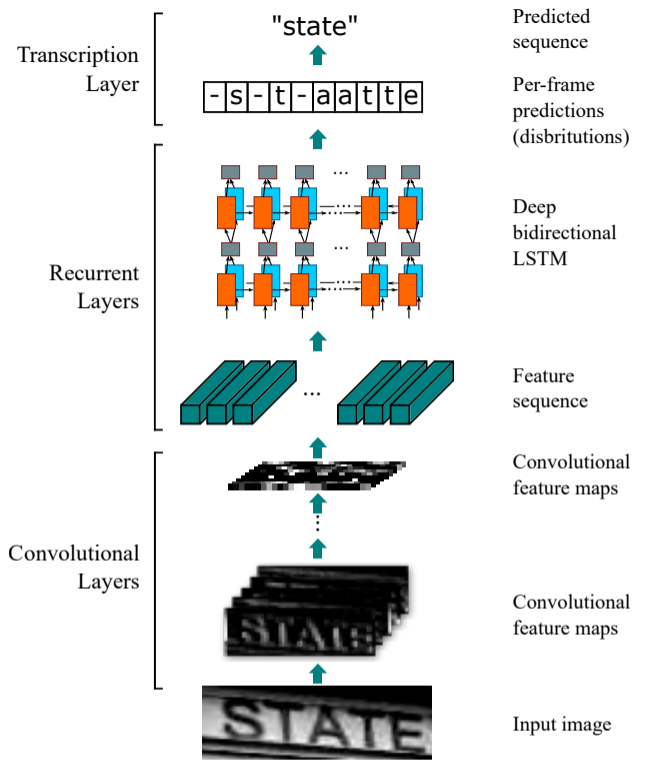 "state"
Predicted
sequence
Transcription
Layer
-s-t-aatte
Per-frame
predictions
(disbritutions)
...
Deep
bidirectional
LSTM
...
Recurrent
Layers
...
Feature
sequence
Convolutional
feature maps
Convolutional
Layers
STATE
Convolutional
feature maps
STATE
Input image